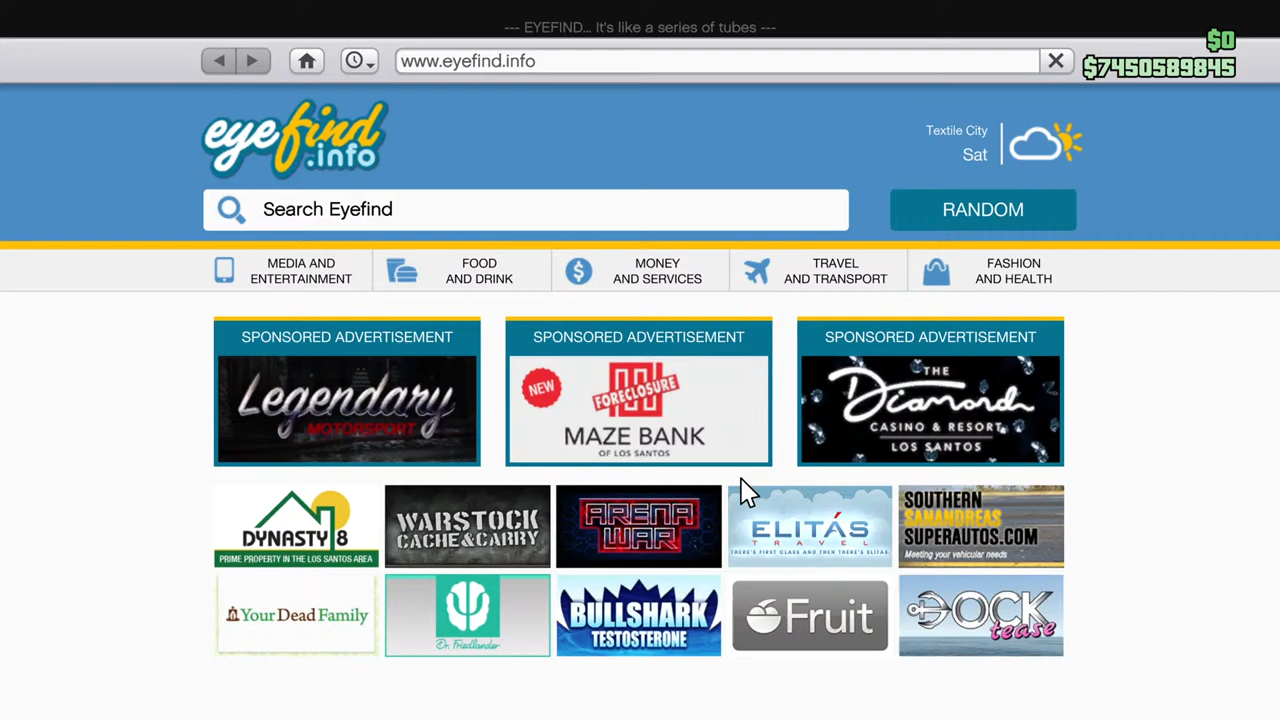 --- EYEFIND... It's like a series of tubes ---
$0
www.eyefind.info
$7450589845
eyefind
.info
Textile City
Sat
Search Eyefind
RANDOM
MEDIA AND
ENTERTAINMENT
FOOD
AND DRINK
MONEY
AND SERVICES
TRAVEL
AND TRANSPORT
FASHION
AND HEALTH
SPONSORED ADVERTISEMENT
Legendary
MOTORSPORT
SPONSORED ADVERTISEMENT
NEW
FORECLOSURE
MAZE BANK
OF LOS SANTOS
SPONSORED ADVERTISEMENT
THE
Diamond
CASINO & RESORT
LOS SANTOS
DYNASTY 8
PRIME PROPERTY IN THE LOS SANTOS AREA
WARSTOCK
CACHE & CARRY
ARENA
WAR
ELITÁS
TRAVEL
THERE'S FIRST CLASS AND THEN THERE'S ELITAS.
SOUTHERN
SANANDREAS
SUPERAUTOS.COM
Meeting your vehicular needs
YourDeadFamily
Dr. Friedlander
BULLSHARK
TESTOSTERONE
Fruit
DOCK
tease